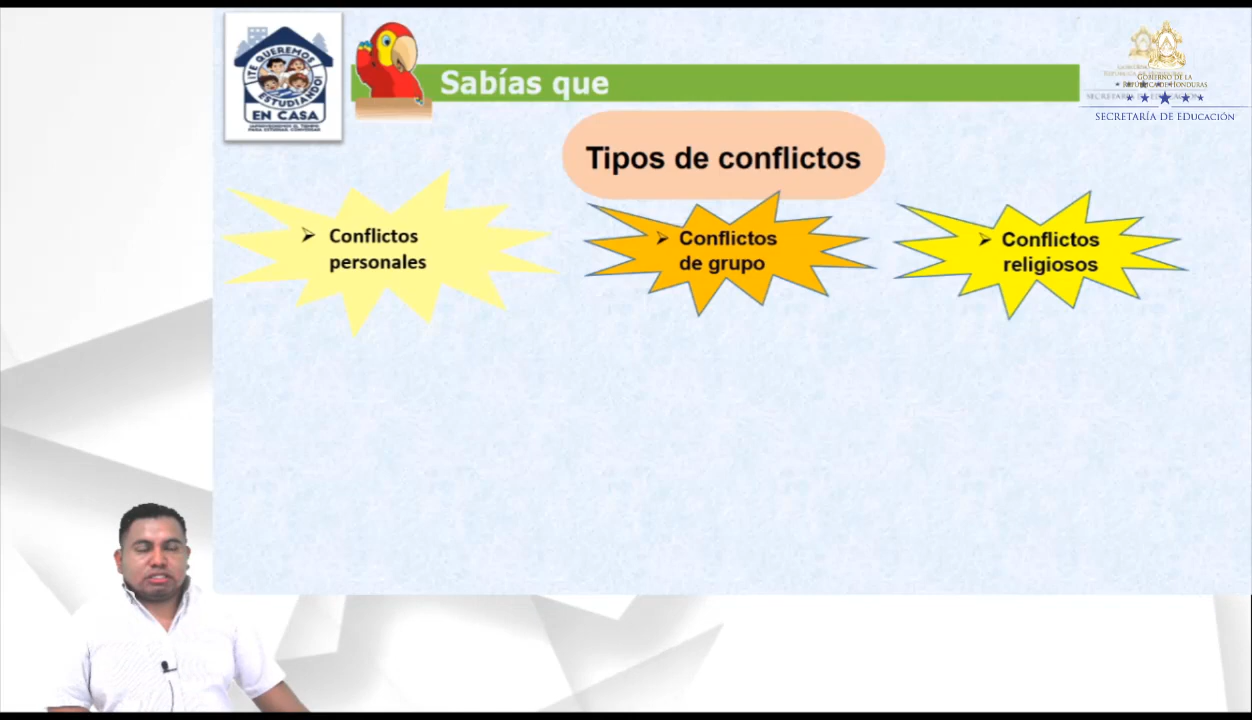 ¡TE QUEREMOS
ESTUDIANDO!
EN CASA
Sabías que
GOBIERNO DE LA
REPÚBLICA DE HONDURAS
SECRETARÍA DE EDUCACIÓN
Tipos de conflictos
➢ Conflictos
personales
➢ Conflictos
de grupo
➢ Conflictos
religiosos